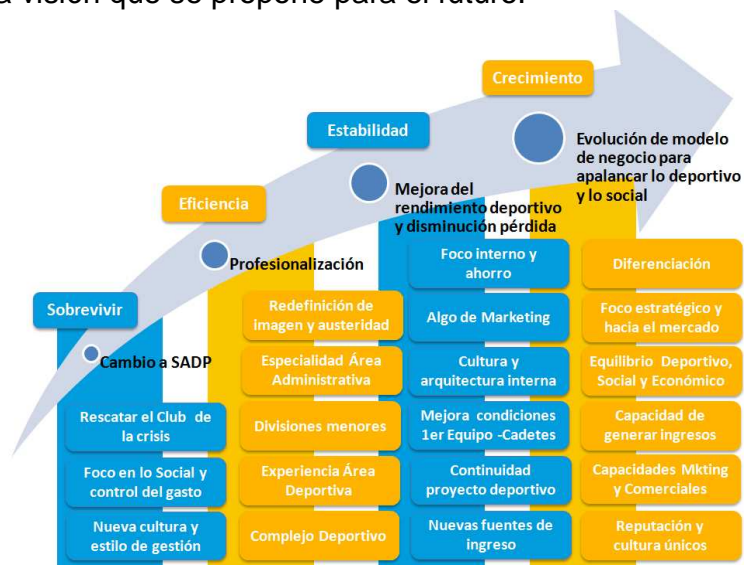 a visión que se propone para el futuro.
Crecimiento
Estabilidad
Evolución de modelo
de negocio para
apalancar lo deportivo
y lo social
Eficiencia
Mejora del
rendimiento deportivo
y disminución pérdida
Profesionalización
Sobrevivir
Cambio a SADP
Rescatar el Club de
la crisis
Foco en lo Social y
control del gasto
Nueva cultura y
estilo de gestión
Redefinición de
imagen y austeridad
Especialidad Área
Administrativa
Divisiones menores
Experiencia Área
Deportiva
Complejo Deportivo
Foco interno y
ahorro
Algo de Marketing
Cultura y
arquitectura interna
Mejora condiciones
1er Equipo -Cadetes
Continuidad
proyecto deportivo
Nuevas fuentes de
ingreso
Diferenciación
Foco estratégico y
hacia el mercado
Equilibrio Deportivo,
Social y Económico
Capacidad de
generar ingresos
Capacidades Mkting
y Comerciales
Reputación y
cultura únicos